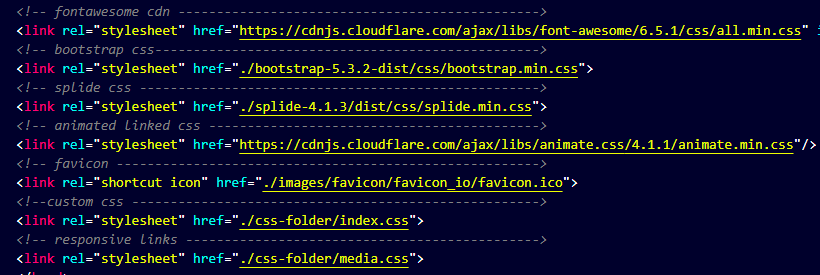 <!-- fontawesome cdn -------------------------------------------->
<link rel="stylesheet" href="https://cdnjs.cloudflare.com/ajax/libs/font-awesome/6.5.1/css/all.min.css"
<!-- bootstrap css----------------------------------------------->
<link rel="stylesheet" href="./bootstrap-5.3.2-dist/css/bootstrap.min.css">
<!-- splide css ------------------------------------------------->
<link rel="stylesheet" href="./splide-4.1.3/dist/css/splide.min.css">
<!-- animated linked css ---------------------------------------->
<link rel="stylesheet" href="https://cdnjs.cloudflare.com/ajax/libs/animate.css/4.1.1/animate.min.css"/>
<!-- favicon ---------------------------------------------------->
<link rel="shortcut icon" href="./images/favicon/favicon_io/favicon.ico">
<!--custom css -------------------------------------------------->
<link rel="stylesheet" href="./css-folder/index.css">
<!-- responsive links ------------------------------------------->
<link rel="stylesheet" href="./css-folder/media.css">